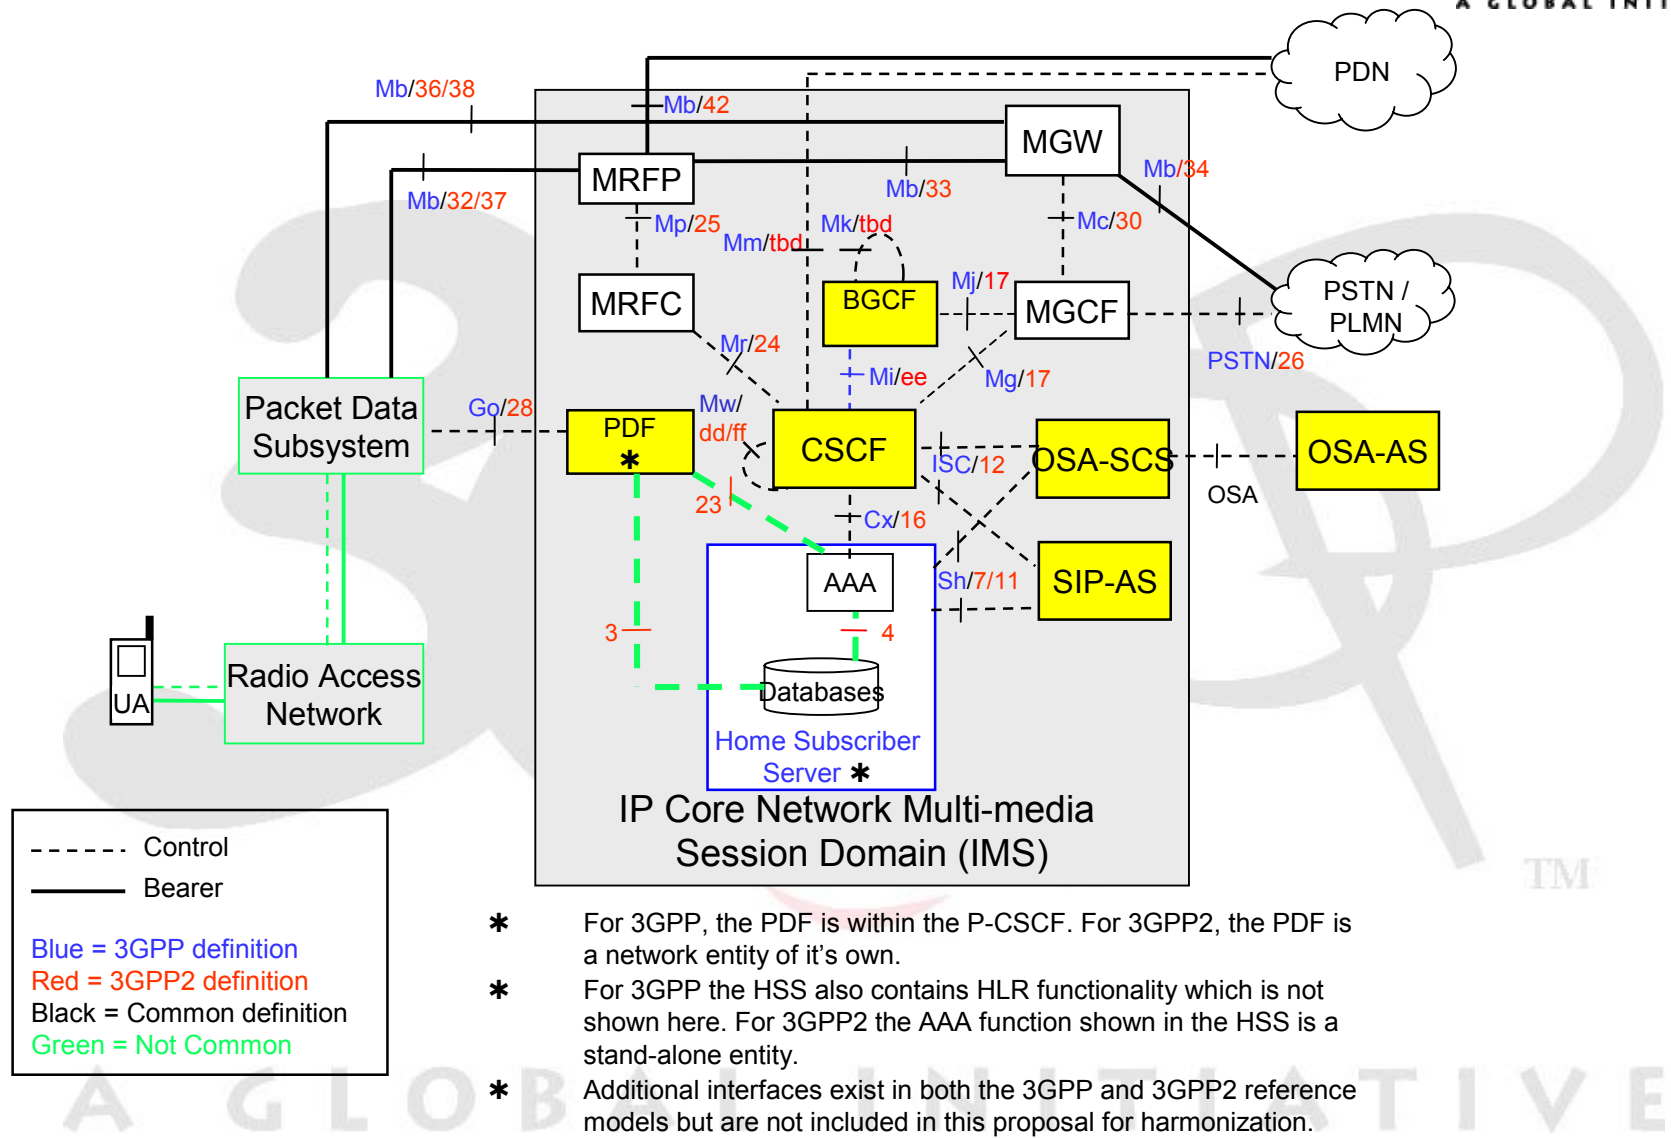 A GLOBAL INITI
PDN
Mb/36/38
Mb/42
MGW
MRFP
Mb/34
Mb/32/37
Mb/33
Mp/25
Mk/tbd
Mc/30
Mm/tbd
MRFC
BGCF
Mj/17
MGCF
PSTN /
PLMN
Mr/24
PSTN/26
Mi/ee
Mg/17
Packet Data
Subsystem
Go/28
PDF
✱
Mw/
dd/ff
CSCF
ISC/12
OSA-SCS
OSA
OSA-AS
23
Cx/16
AAA
Sh/7/11
SIP-AS
3
4
UA
Radio Access
Network
Databases
Home Subscriber
Server ✱
IP Core Network Multi-media
Session Domain (IMS)
Control
Bearer
Blue = 3GPP definition
Red = 3GPP2 definition
Black = Common definition
Green = Not Common
TM
✱ For 3GPP, the PDF is within the P-CSCF. For 3GPP2, the PDF is
a network entity of it's own.
✱ For 3GPP the HSS also contains HLR functionality which is not
shown here. For 3GPP2 the AAA function shown in the HSS is a
stand-alone entity.
✱ Additional interfaces exist in both the 3GPP and 3GPP2 reference
models but are not included in this proposal for harmonization.
A GLOBAL INITIATIVE